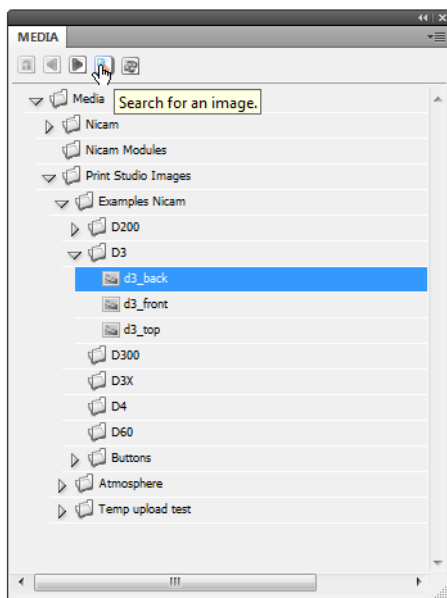 MEDIA
Media
Search for an image.
Nicam
Nicam Modules
Print Studio Images
Examples Nicam
D200
D3
d3_back
d3_front
d3_top
D300
D3X
D4
D60
Buttons
Atmosphere
Temp upload test